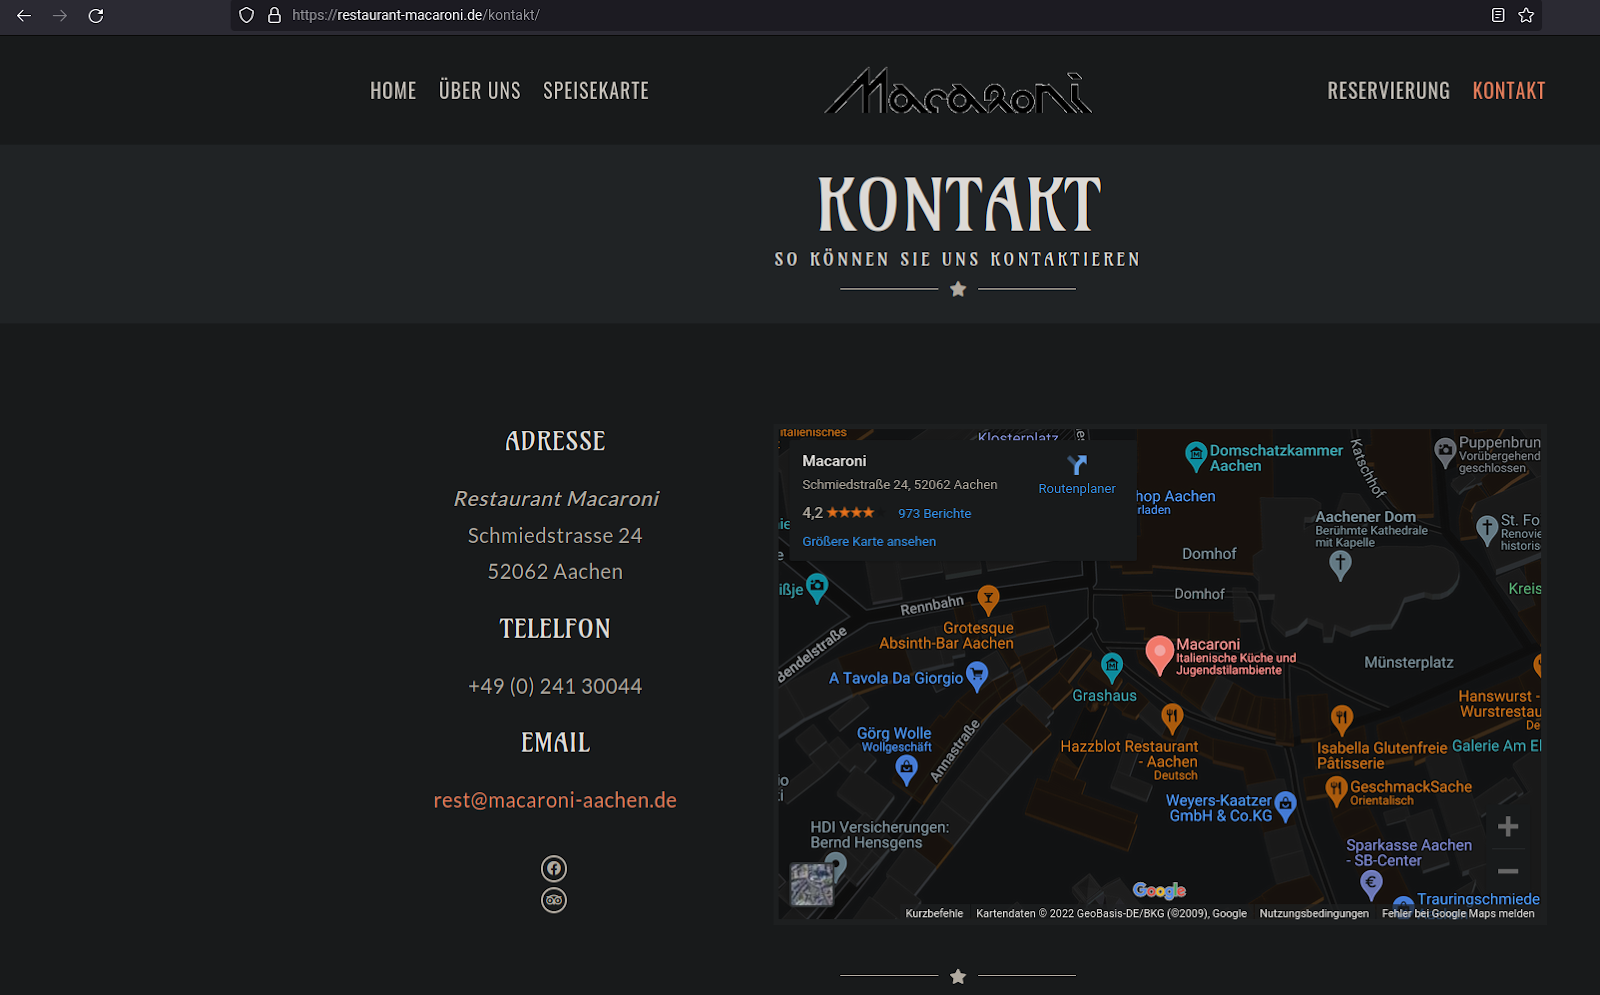 https://restaurant-macaroni.de/kontakt/
HOME ÜBER UNS SPEISEKARTE
Macaroni
RESERVIERUNG KONTAKT
KONTAKT
SO KÖNNEN SIE UNS KONTAKTIEREN
ADRESSE
Restaurant Macaroni
Schmiedstrasse 24
52062 Aachen
TELELFON
+49 (0) 241 30044
EMAIL
rest@macaroni-aachen.de
italienisches
Klosterplatz
Macaroni
Schmiedstraße 24, 52062 Aachen
4,2
973 Berichte
Größere Karte ansehen
Routenplaner
Domschatzkammer
Aachen
Katschhof
Puppenbrun
Vorübergehend
geschlossen
hop Aachen
rladen
Aachener Dom
Berühmte Kathedrale
mit Kapelle
St. Fo
Renovie
historis
Domhof
Domhof
Kreis
ißje
Rennbahn
Grotesque
Absinth-Bar Aachen
Bendelstraße
Macaroni
Italienische Küche und
Jugendstilambiente
Münsterplatz
A Tavola Da Giorgio
Grashaus
Hanswurst -
Wurstrestau
De
Görg Wolle
Wollgeschäft
Annastraße
Hazzblot Restaurant
- Aachen
Deutsch
Isabella Glutenfreie
Pâtisserie
Galerie Am El
GeschmackSache
Orientalisch
Weyers-Kaatzer
GmbH & Co.KG
HDI Versicherungen:
Bernd Hensgens
Sparkasse Aachen
- SB-Center
Trauringschmiede
Google
Kurzbefehle
Kartendaten © 2022 GeoBasis-DE/BKG (©2009), Google
Nutzungsbedingungen
Fehler bei Google Maps melden